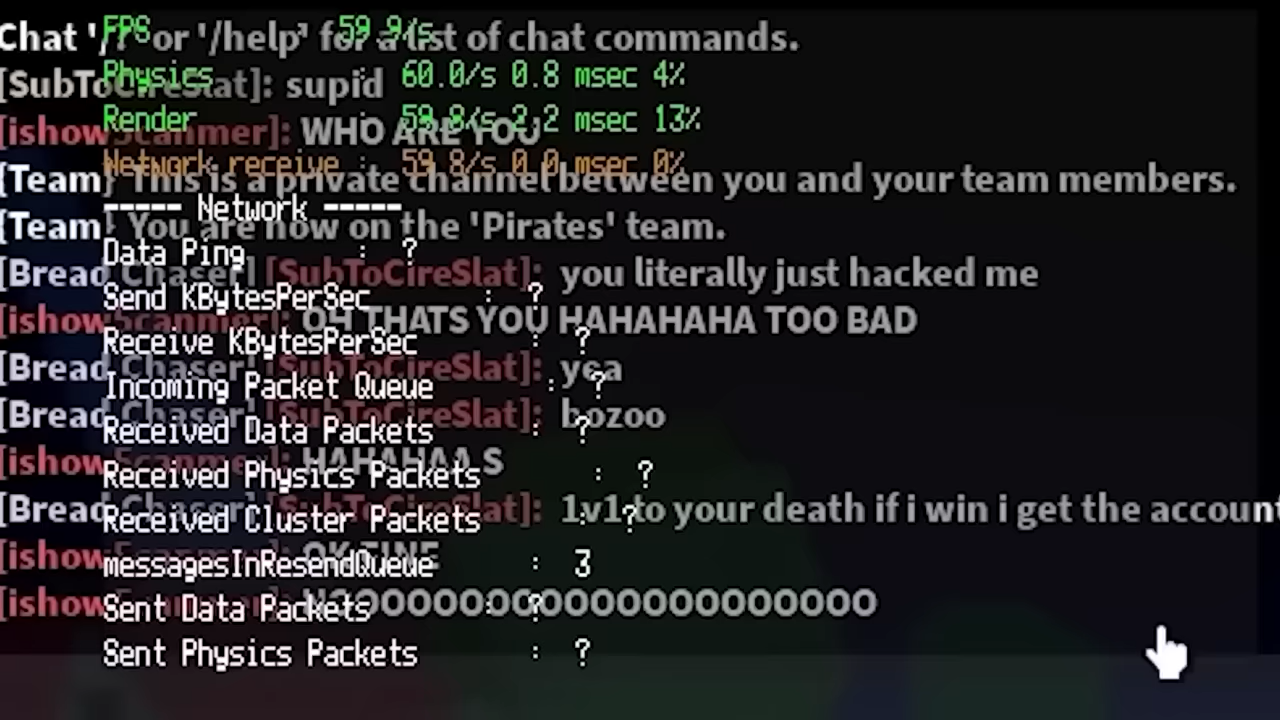 Chat '/?' or '/help' for a list of chat commands.
FPS : 59.9/s
[SubToCireSlat]: supid
Physics : 60.0/s 0.8 msec 4%
Render : 59.8/s 2.2 msec 13%
[ishowScanmer]: WHO ARE YOU
Network receive : 59.8/s 0.0 msec 0%
{Team} This is a private channel between you and your team members.
----- Network -----
{Team} You are now on the 'Pirates' team.
Data Ping : ?
[Bread Chaser] [SubToCireSlat]: you literally just hacked me
Send KBytesPerSec : ?
[ishowScanmer]: OH THATS YOU HAHAHAHA TOO BAD
Receive KBytesPerSec : ?
[Bread Chaser] [SubToCireSlat]: yea
Incoming Packet Queue : ?
[Bread Chaser] [SubToCireSlat]: bozoo
Received Data Packets : ?
[ishowScanmer]: HAHAHAA S
Received Physics Packets : ?
[Bread Chaser] [SubToCireSlat]: 1v1 to your death if i win i get the account
Received Cluster Packets : ?
[ishowScanmer]: OK FINE
messagesInResendQueue : 3
[ishowScanmer]:
Sent Data Packets : ?
Sent Physics Packets : ?